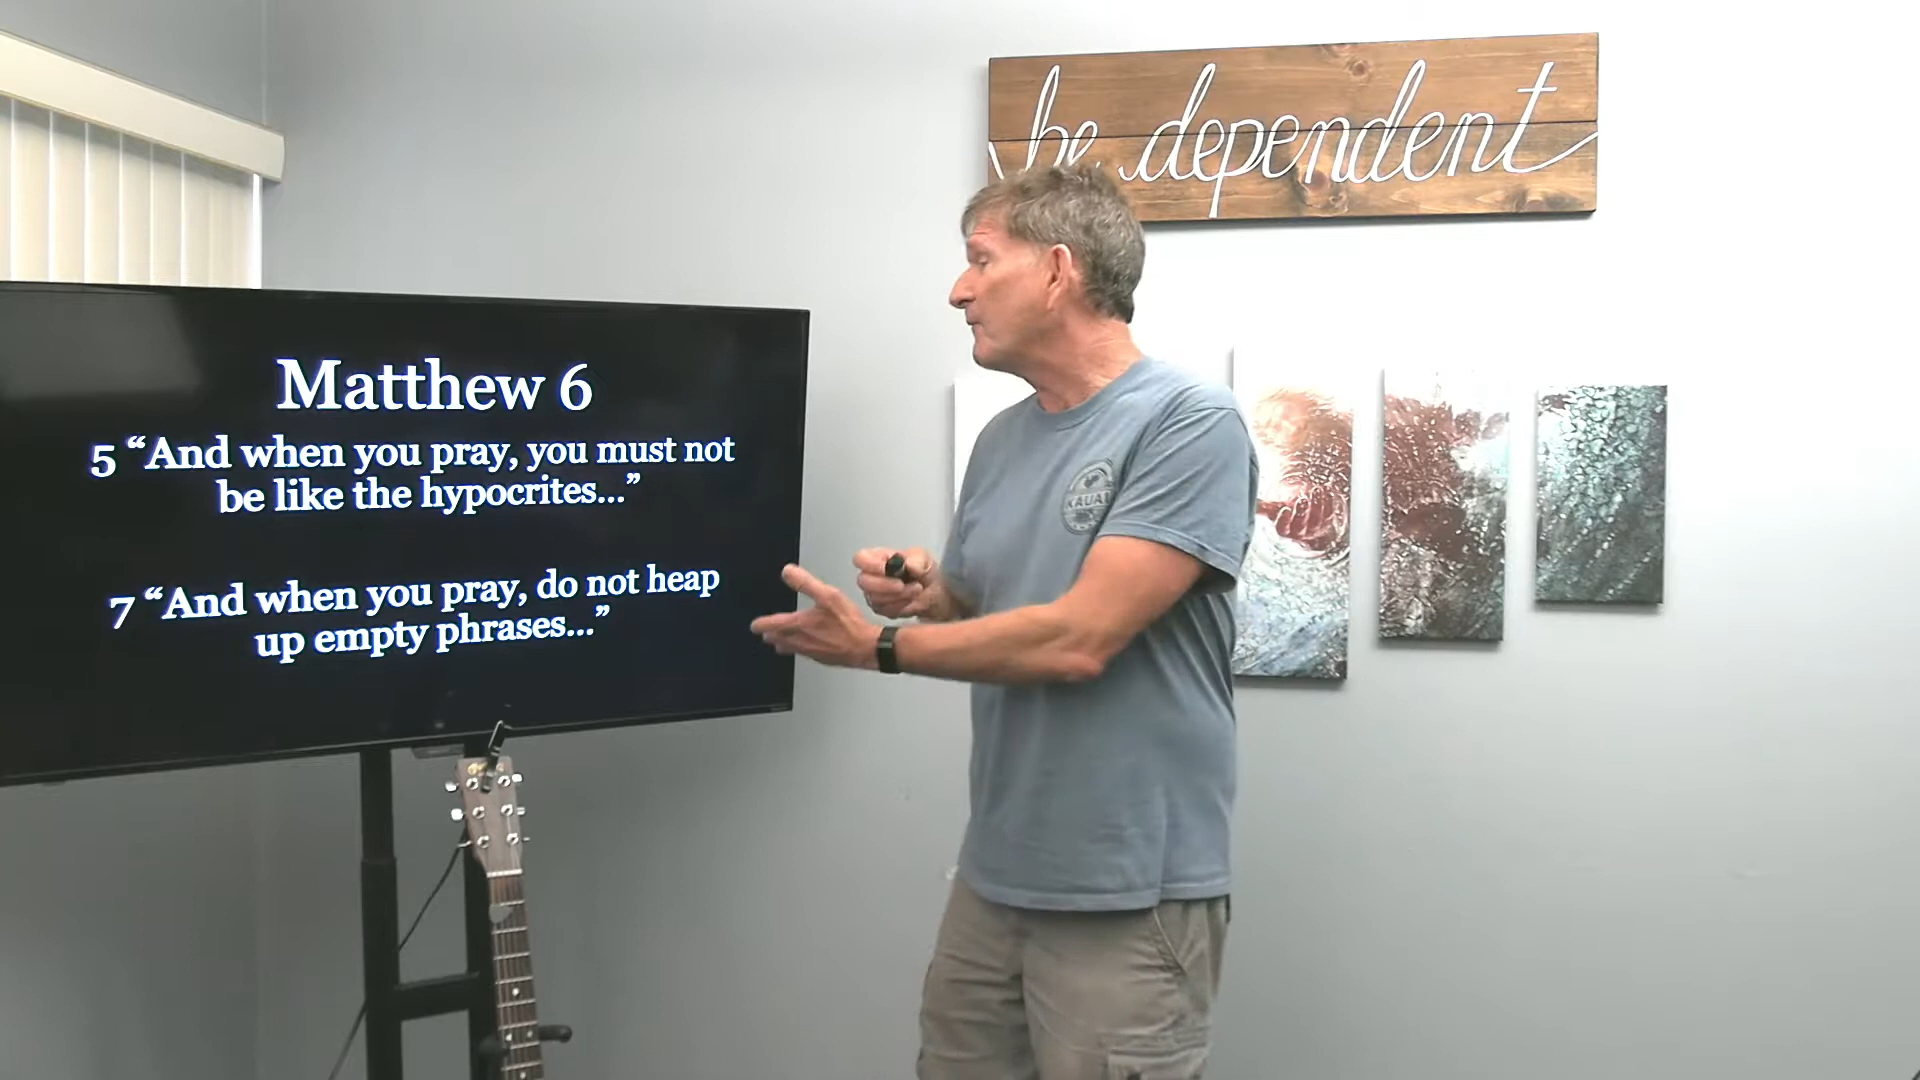 be dependent
Matthew 6
5 “And when you pray, you must not
be like the hypocrites...”
7 “And when you pray, do not heap
up empty phrases...”
KAUAI